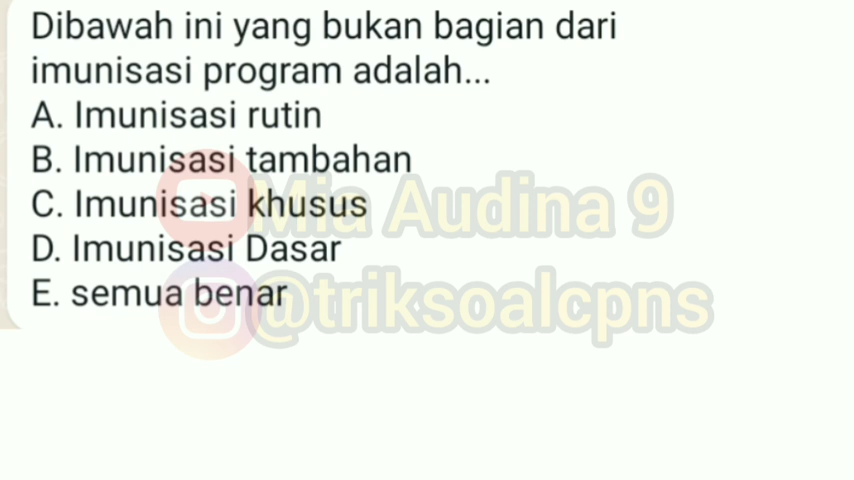 Dibawah ini yang bukan bagian dari
imunisasi program adalah...
A. Imunisasi rutin
B. Imunisasi tambahan
C. Imunisasi khusus
D. Imunisasi Dasar
E. semua benar
Mia Audina 9
@triksoalcpns